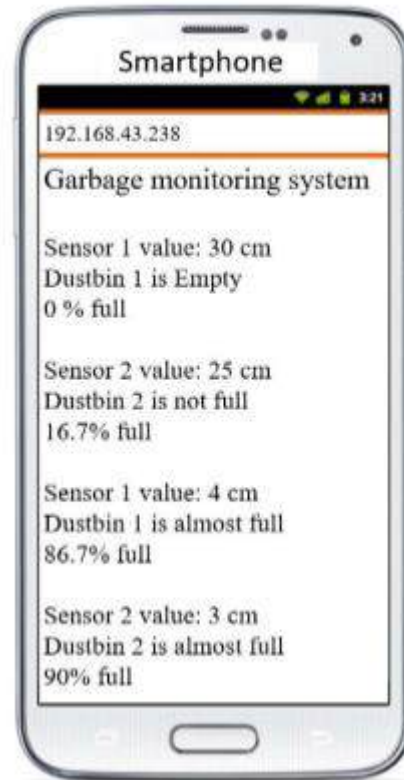 Smartphone
3:21
192.168.43.238
Garbage monitoring system
Sensor 1 value: 30 cm
Dustbin 1 is Empty
0 % full
Sensor 2 value: 25 cm
Dustbin 2 is not full
16.7% full
Sensor 1 value: 4 cm
Dustbin 1 is almost full
86.7% full
Sensor 2 value: 3 cm
Dustbin 2 is almost full
90% full